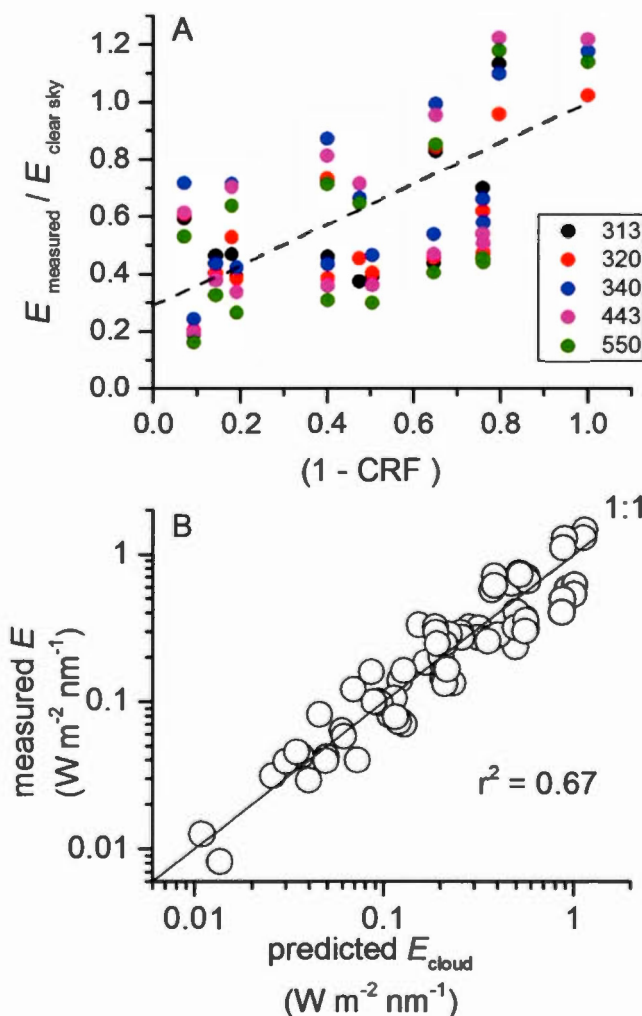 A
1.2
1.0
0.8
0.6
0.4
0.2
0.0
E measured / E clear sky
313
320
340
443
550
0.0 0.2 0.4 0.6 0.8 1.0
(1 - CRF )
B
1:1
1
0.1
0.01
measured E
(W m-2 nm-1)
r² = 0.67
0.01 0.1 1
predicted Ecloud
(W m-2 nm-1)